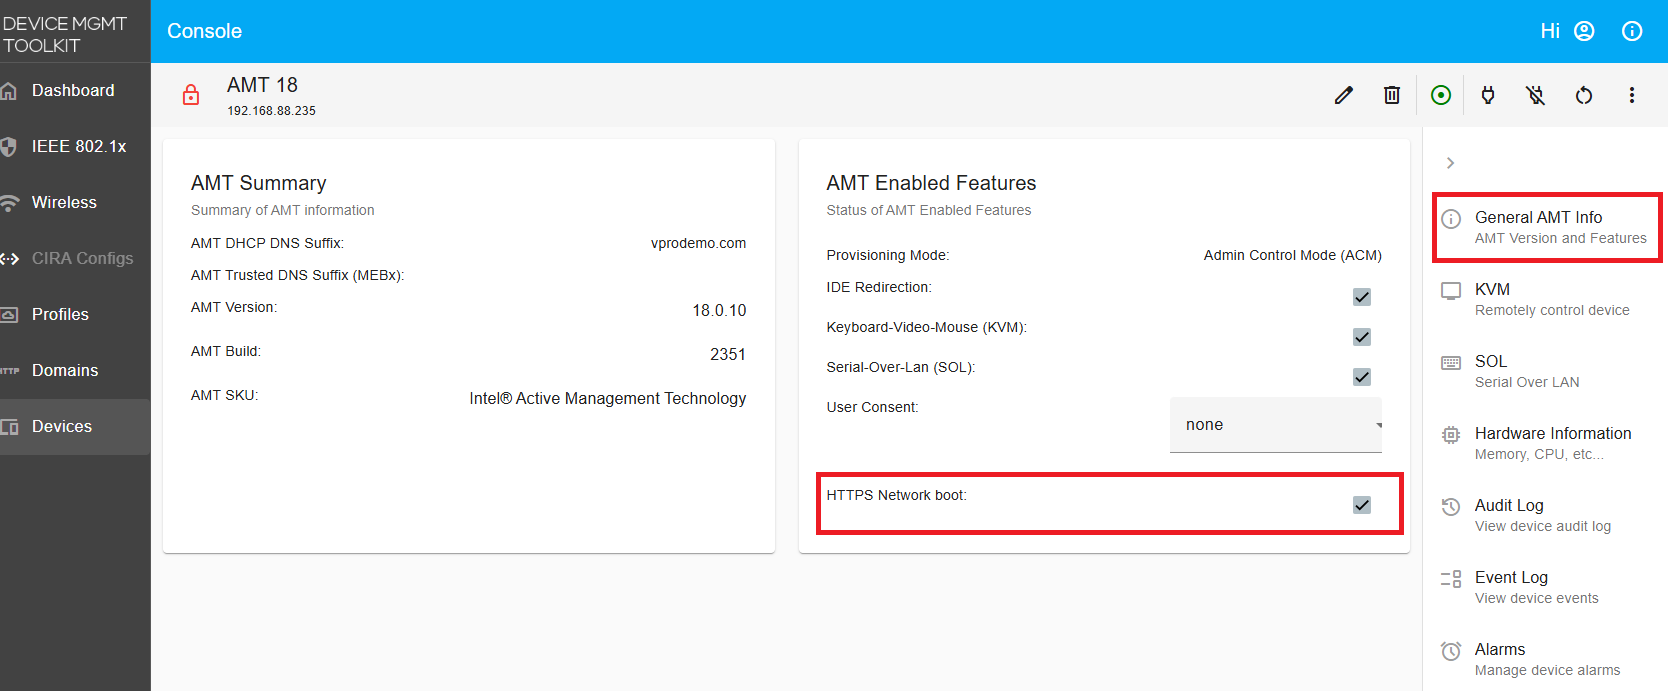 DEVICE MGMT
TOOLKIT
Console
Hi
Dashboard
IEEE 802.1x
Wireless
CIRA Configs
Profiles
HTTP
Domains
Devices
AMT 18
192.168.88.235
AMT Summary
Summary of AMT information
AMT DHCP DNS Suffix: vprodemo.com
AMT Trusted DNS Suffix (MEBx):
AMT Version: 18.0.10
AMT Build: 2351
AMT SKU: Intel® Active Management Technology
AMT Enabled Features
Status of AMT Enabled Features
Provisioning Mode: Admin Control Mode (ACM)
IDE Redirection:
Keyboard-Video-Mouse (KVM):
Serial-Over-Lan (SOL):
User Consent: none
HTTPS Network boot:
General AMT Info
AMT Version and Features
KVM
Remotely control device
SOL
Serial Over LAN
Hardware Information
Memory, CPU, etc...
Audit Log
View device audit log
Event Log
View device events
Alarms
Manage device alarms